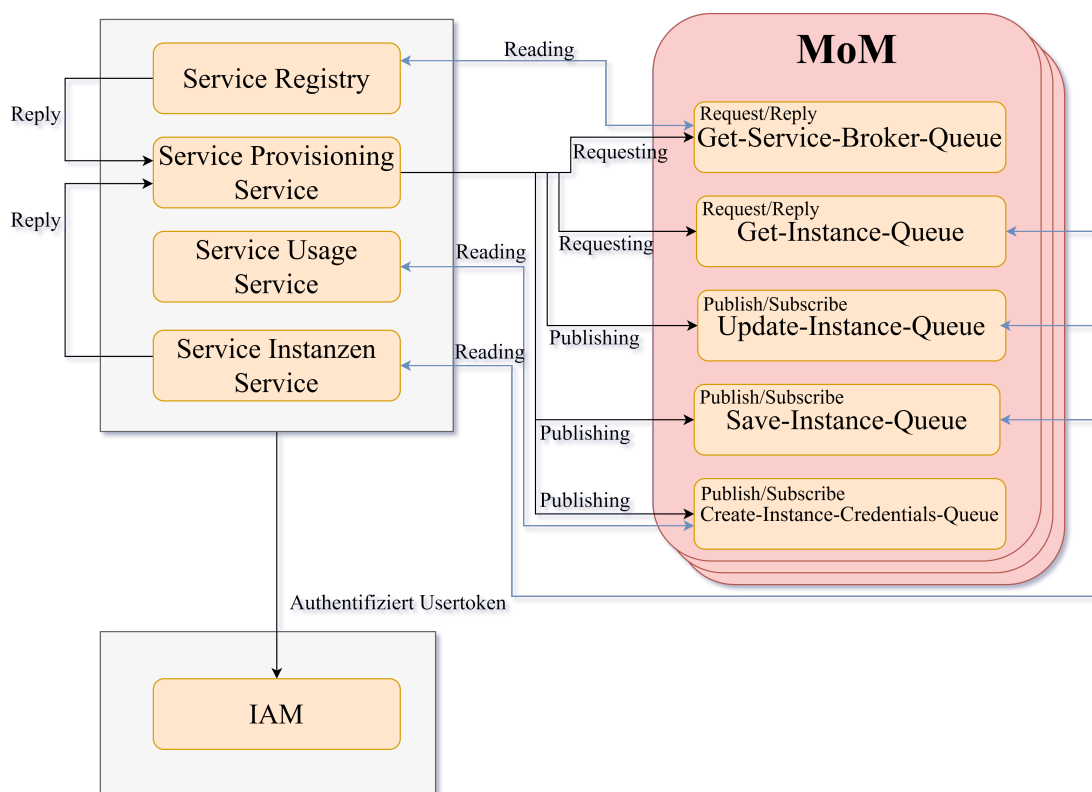 MoM
Service Registry
Reading
Reply
Request/Reply
Get-Service-Broker-Queue
Service Provisioning
Service
Requesting
Reply
Request/Reply
Get-Instance-Queue
Requesting
Service Usage
Service
Reading
Publish/Subscribe
Update-Instance-Queue
Publishing
Service Instanzen
Service
Reading
Publish/Subscribe
Save-Instance-Queue
Publishing
Publish/Subscribe
Create-Instance-Credentials-Queue
Publishing
Authentifiziert Usertoken
IAM